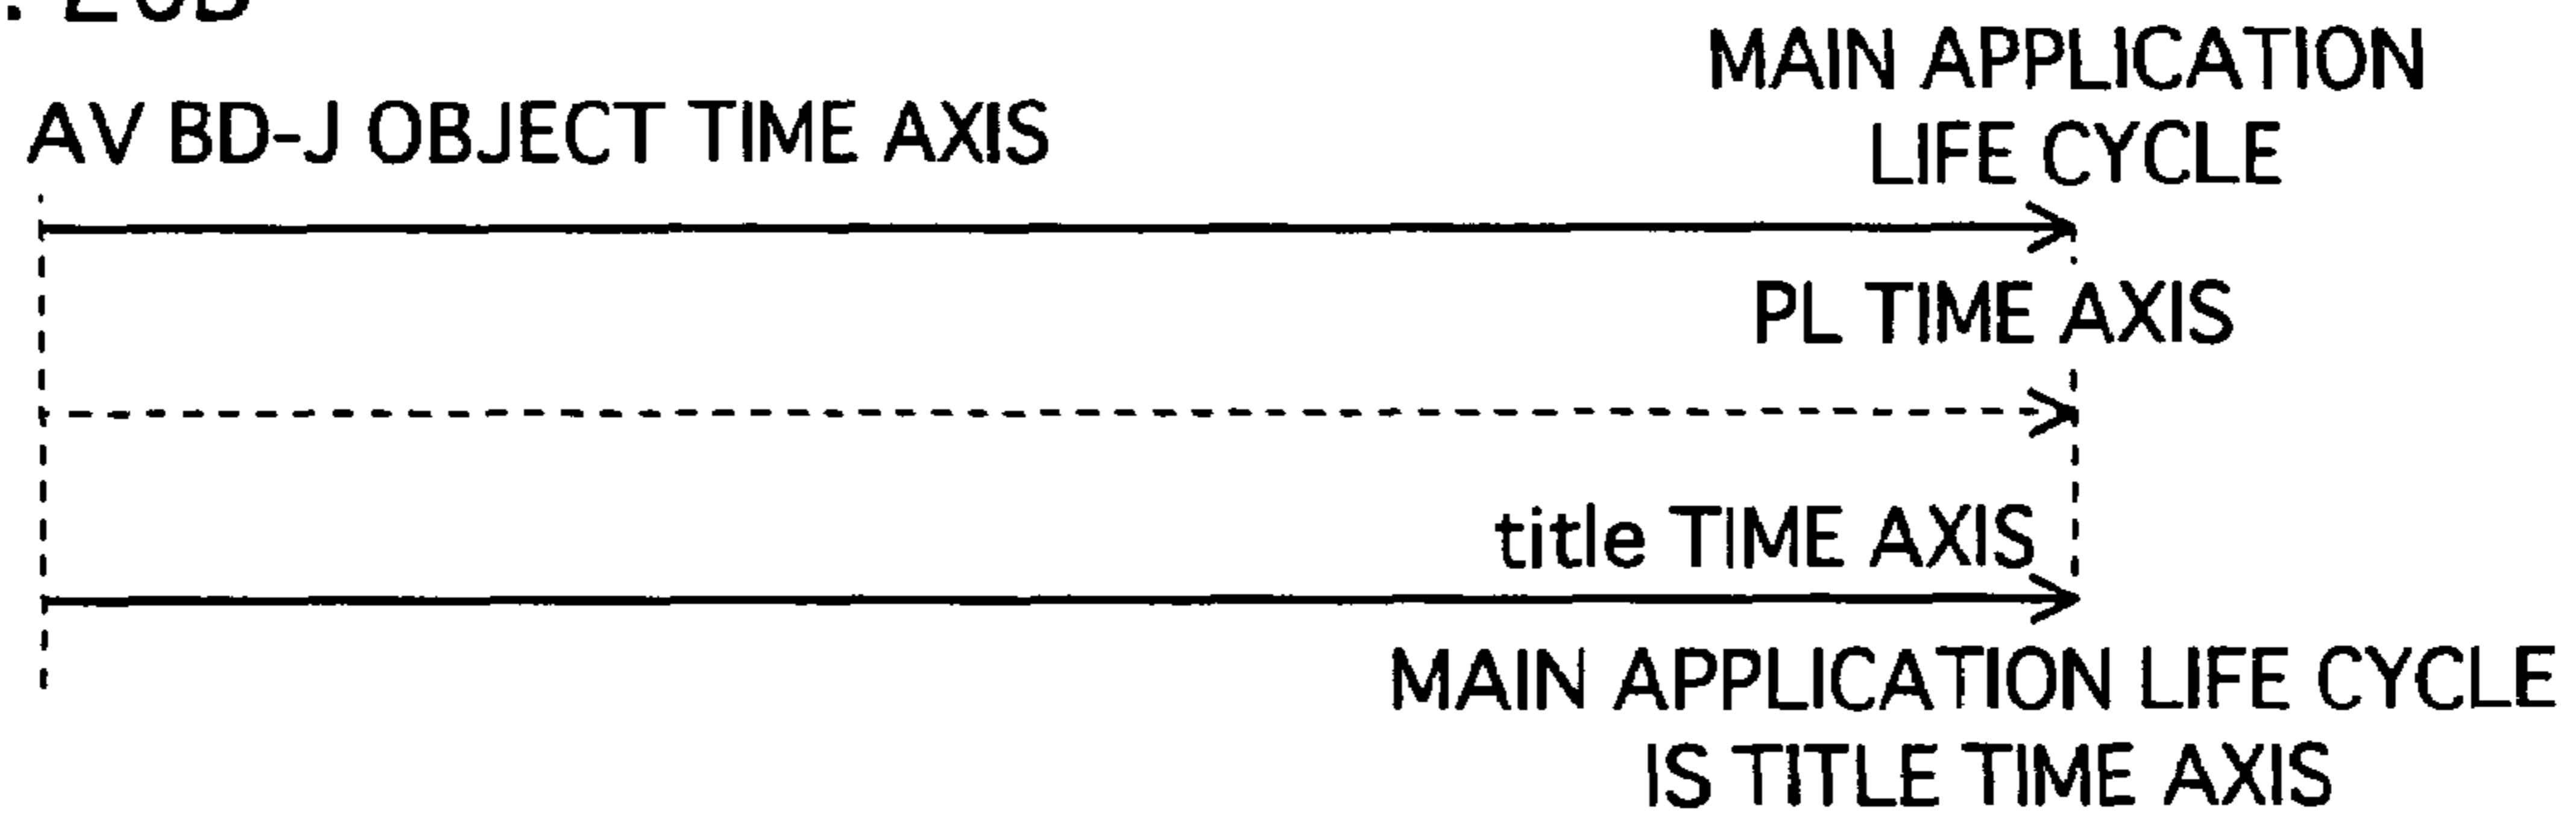 MAIN APPLICATION
LIFE CYCLE
AV BD-J OBJECT TIME AXIS
PL TIME AXIS
title TIME AXIS
MAIN APPLICATION LIFE CYCLE
IS TITLE TIME AXIS